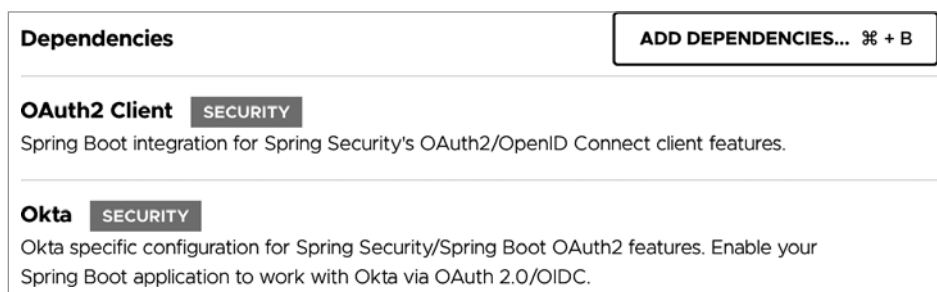 Dependencies
ADD DEPENDENCIES... ⌘ + B
OAuth2 Client SECURITY
Spring Boot integration for Spring Security's OAuth2/OpenID Connect client features.
Okta SECURITY
Okta specific configuration for Spring Security/Spring Boot OAuth2 features. Enable your
Spring Boot application to work with Okta via OAuth 2.0/OIDC.